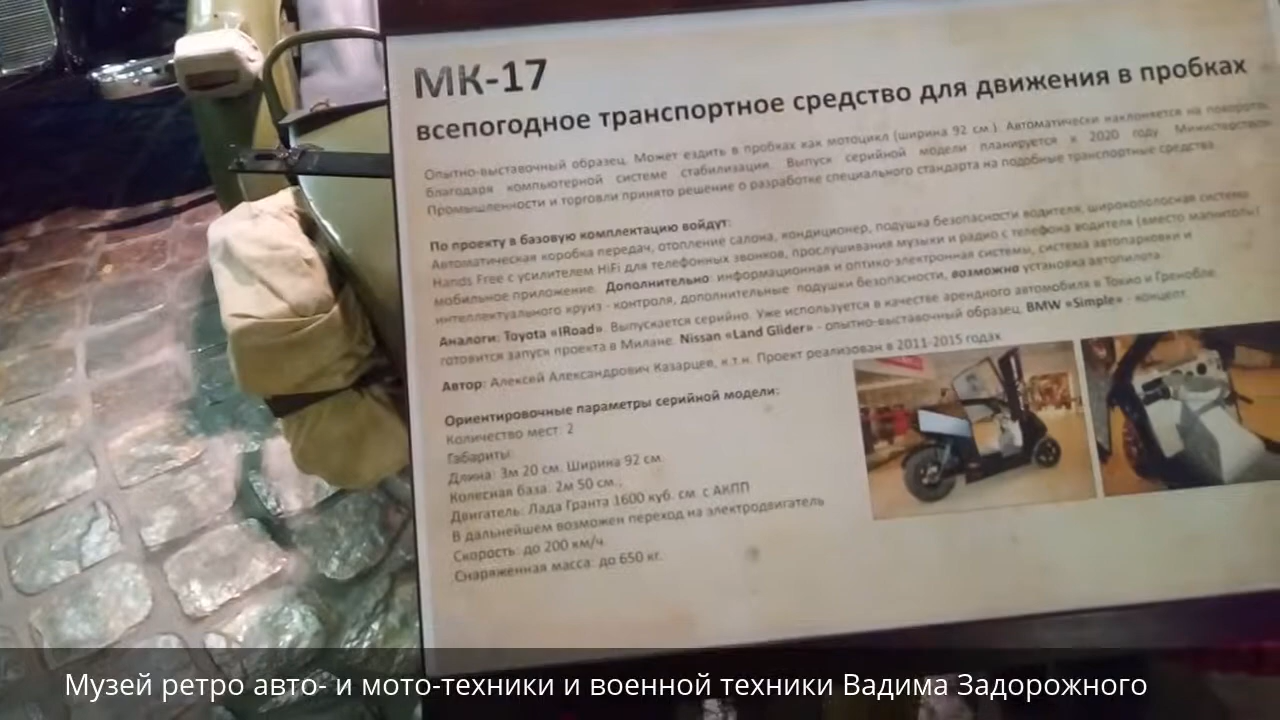 МК-17
всепогодное транспортное средство для движения в пробках
Опытно-выставочный образец. Может ездить в пробках как мотоцикл (ширина 92 см.). Автоматически наклоняется на поворотах,
благодаря компьютерной системе стабилизации. Выпуск серийной модели планируется к 2020 году. Министерством
Промышленности и торговли принято решение о разработке специального стандарта на подобные транспортные средства.
По проекту в базовую комплектацию войдут:
Автоматическая коробка передач, отопление салона, кондиционер, подушка безопасности водителя, широкополосная система
Hands Free с усилителем HiFi для телефонных звонков, прослушивания музыки и радио с телефона водителя (вместо магнитолы)
мобильное приложение. Дополнительно: информационная и оптико-электронная системы, система автопарковки и
интеллектуального круиз - контроля, дополнительные подушки безопасности, возможно установка автопилота.
Аналоги: Toyota «IRoad». Выпускается серийно. Уже используется в качестве арендного автомобиля в Токио и Гренобле,
готовится запуск проекта в Милане. Nissan «Land Glider» - опытно-выставочный образец. BMW «Simple» - концепт.
Автор: Алексей Александрович Казарцев, к.т.н. Проект реализован в 2011-2015 годах
Ориентировочные параметры серийной модели:
Количество мест: 2
Габариты:
Длина: 3м 20 см. Ширина 92 см.
Колесная база: 2м 50 см.,
Двигатель: Лада Гранта 1600 куб. см. с АКПП
В дальнейшем возможен переход на электродвигатель
Скорость: до 200 км/ч.
Снаряженная масса: до 650 кг.
Музей ретро авто- и мото-техники и военной техники Вадима Задорожного